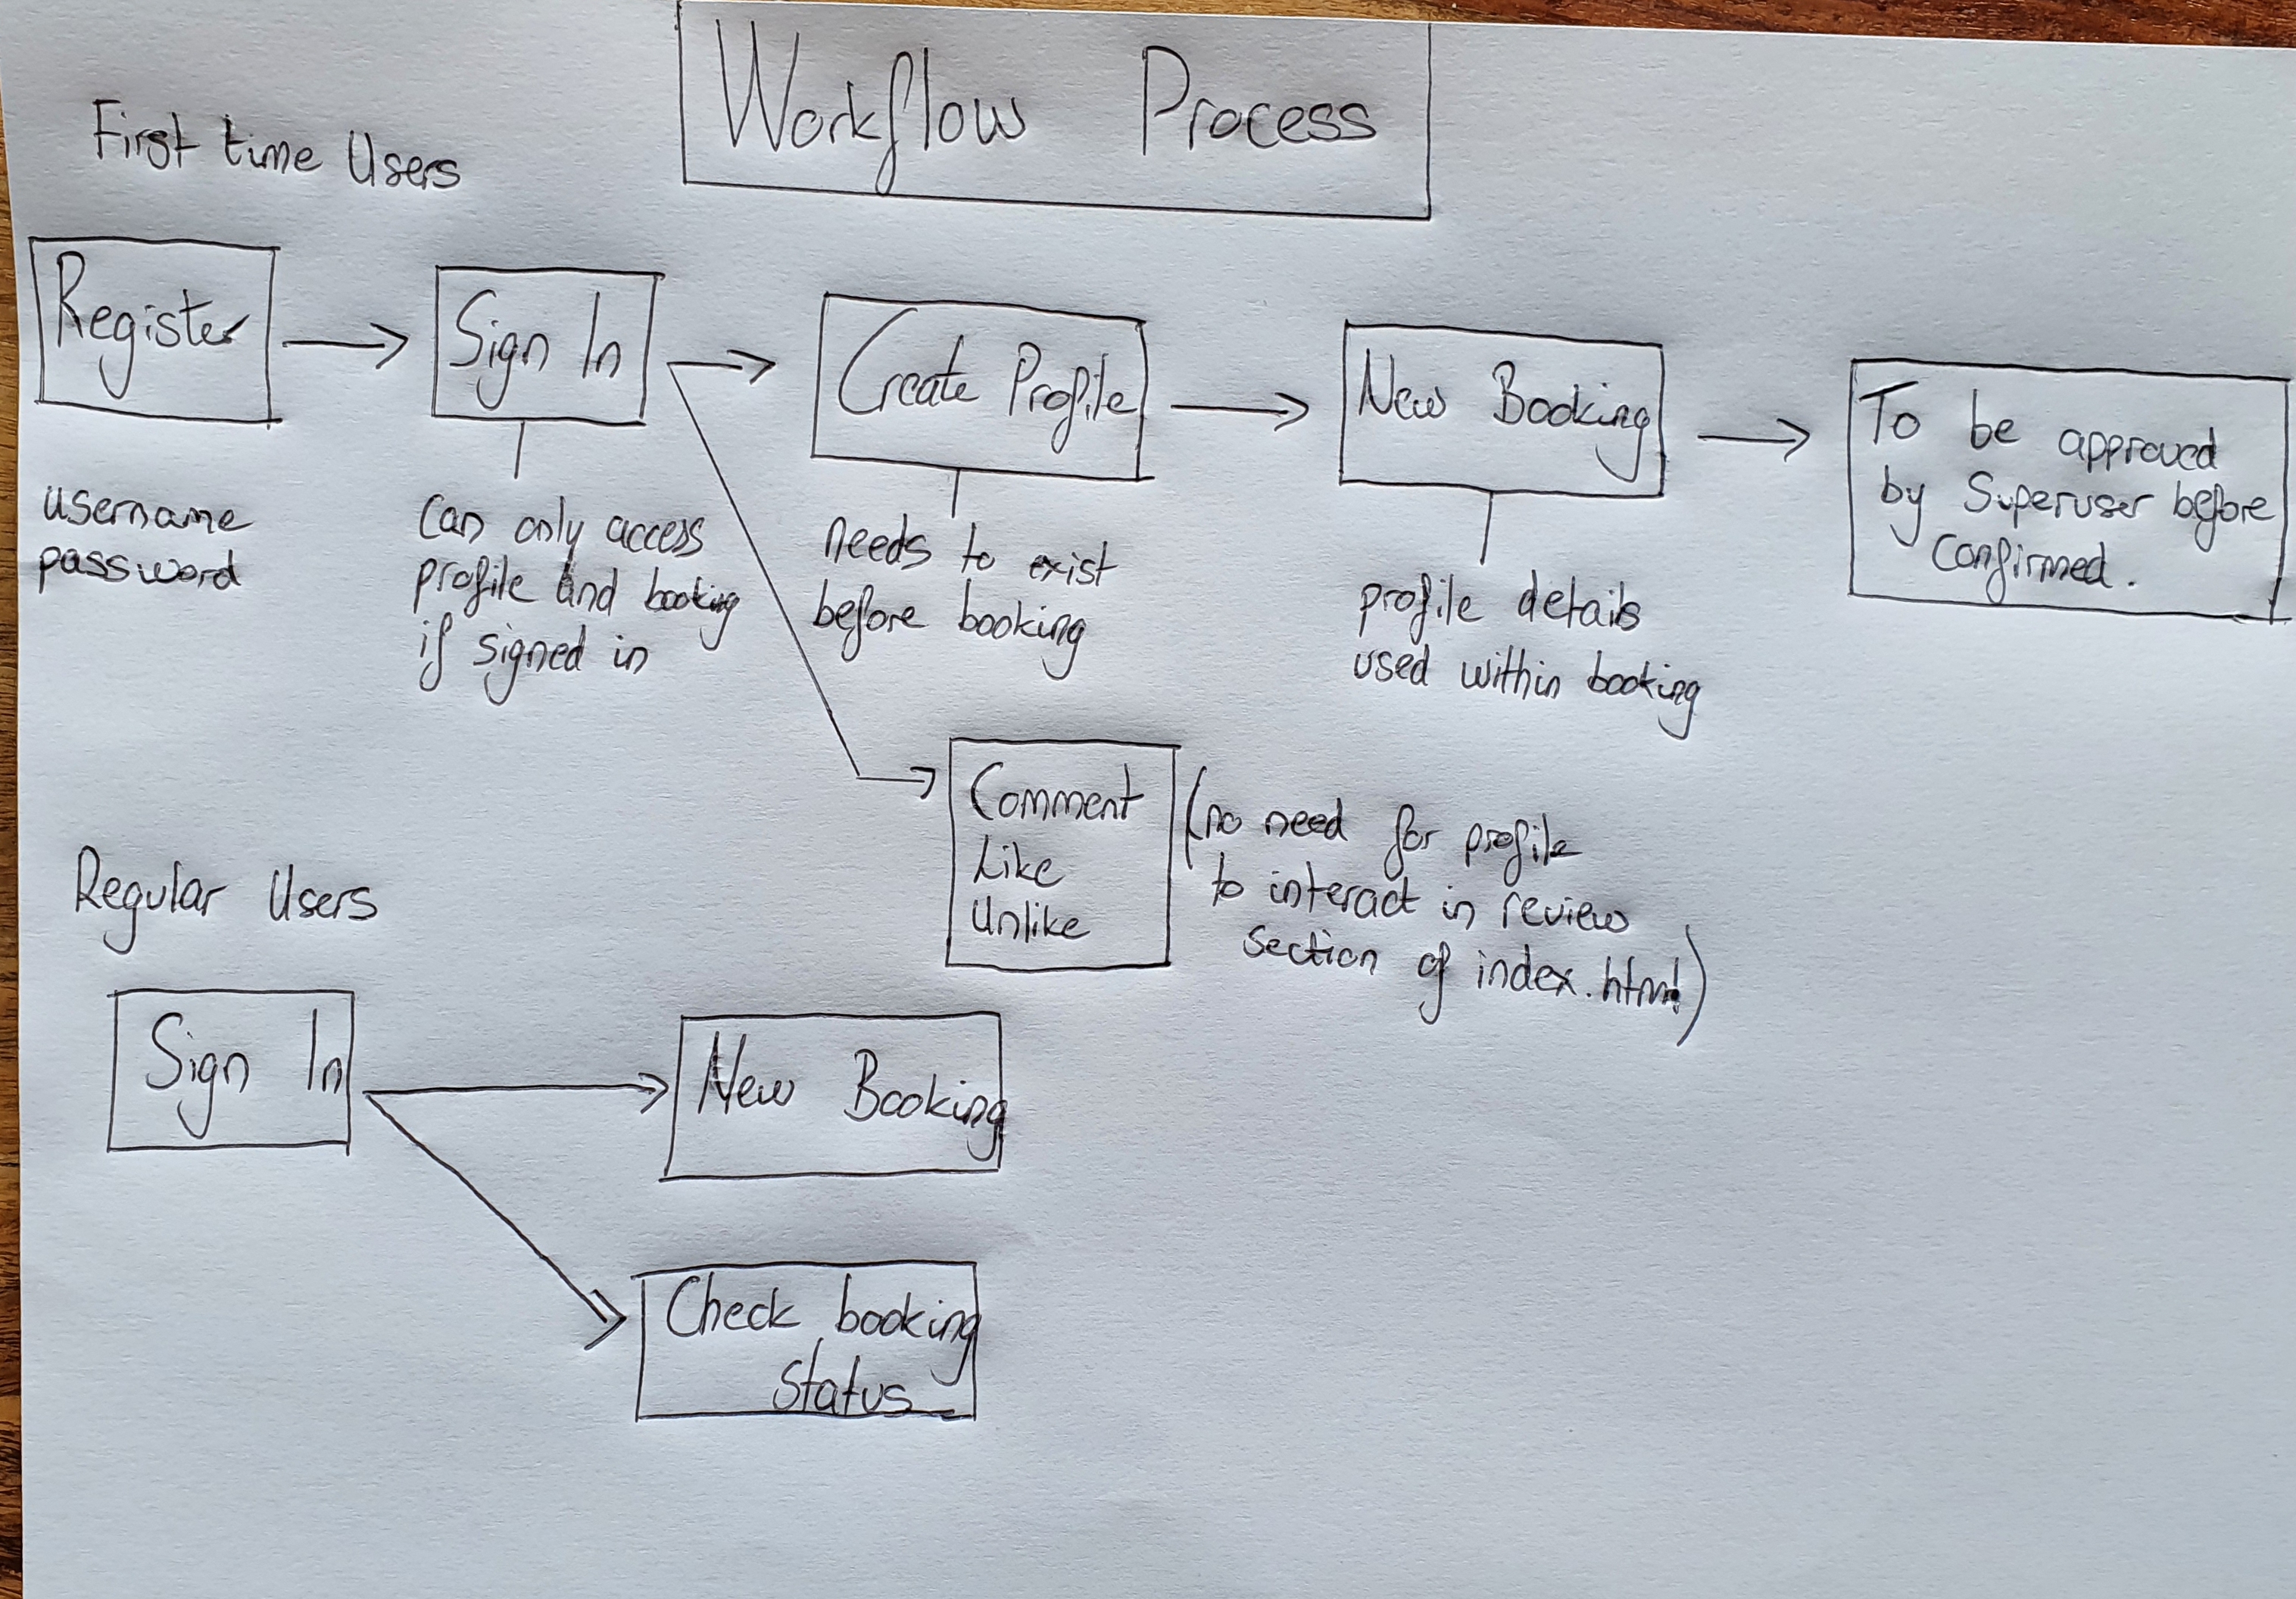 Workflow Process
First time Users
Register
Sign In
Create Profile
New Booking
To be approved
by Superuser before
confirmed.
username
password
can only access
profile and booking
if signed in
needs to exist
before booking
profile details
used within booking
Comment
Like
Unlike
(no need for profile
to interact in review
section of index.html)
Regular Users
Sign In
New Booking
Check booking
status